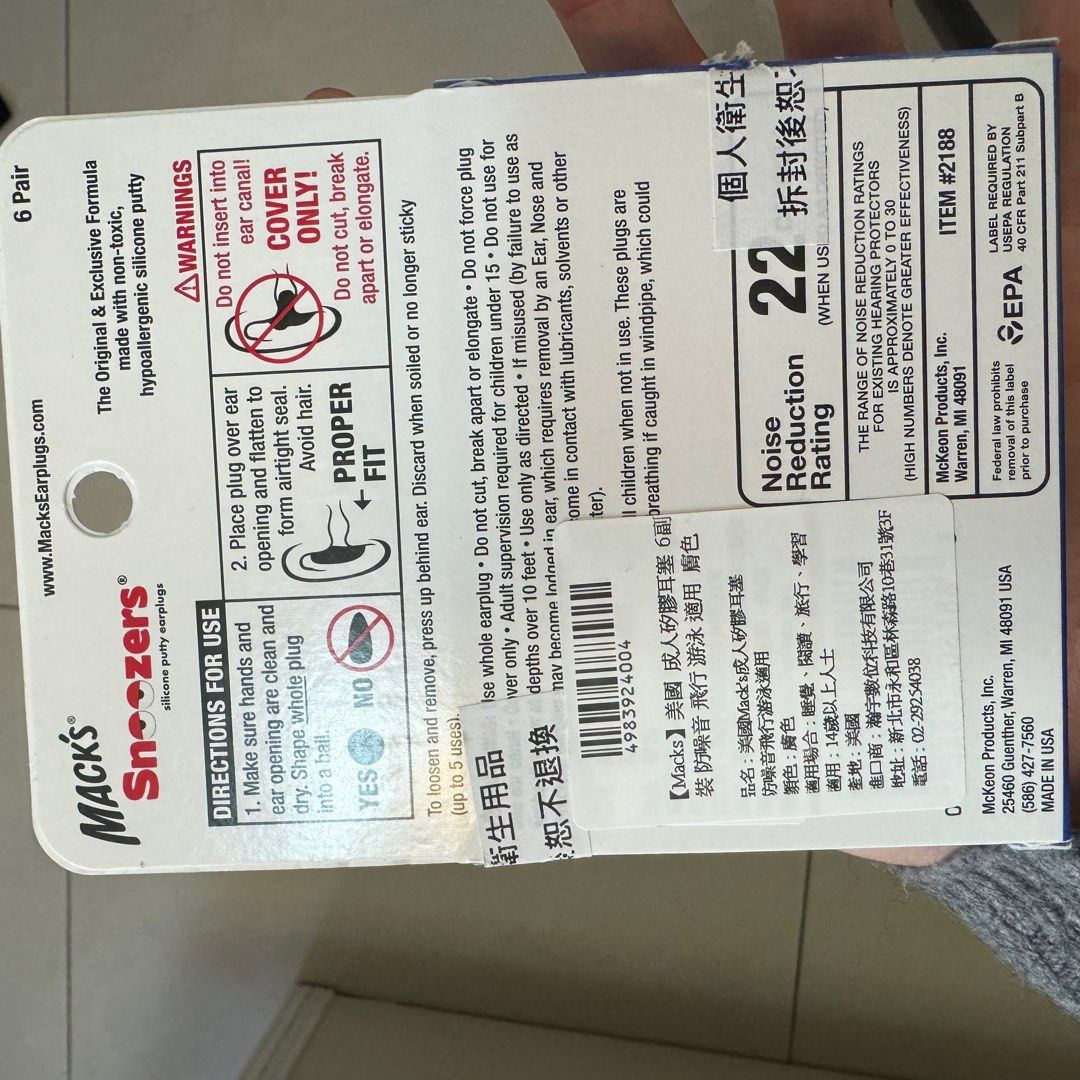 www.MacksEarplugs.com
6 Pair
MACK'S®
Snoozers®
silicone putty earplugs
The Original & Exclusive Formula
made with non-toxic,
hypoallergenic silicone putty
DIRECTIONS FOR USE
1. Make sure hands and
ear opening are clean and
dry. Shape whole plug
into a ball.
YES
NO
2. Place plug over ear
opening and flatten to
form airtight seal.
Avoid hair.
← PROPER
FIT
⚠WARNINGS
Do not insert into
ear canal!
COVER
ONLY!
Do not cut, break
apart or elongate.
To loosen and remove, press up behind ear. Discard when soiled or no longer sticky
(up to 5 uses).
whole earplug • Do not cut, break apart or elongate • Do not force plug
only • Adult supervision required for children under 15 • Do not use for
depths over 10 feet • Use only as directed • If misused (by failure to use as
may become lodged in ear, which requires removal by an Ear, Nose and
in contact with lubricants, solvents or other
children when not in use. These plugs are
breathing if caught in windpipe, which could
衛生用品
恕不退換
個人衛生
拆封後恕
Noise
Reduction
Rating
22
(WHEN
THE RANGE OF NOISE REDUCTION RATINGS
FOR EXISTING HEARING PROTECTORS
IS APPROXIMATELY 0 TO 30
(HIGH NUMBERS DENOTE GREATER EFFECTIVENESS)
McKeon Products, Inc.
Warren, MI 48091
ITEM #2188
Federal law prohibits
removal of this label
prior to purchase
EPA
LABEL REQUIRED BY
USEPA REGULATION
40 CFR Part 211 Subpart B
4983924004
【Macks】美國 成人矽膠耳塞 6副
裝 防噪音 飛行 游泳 適用 膚色
品名：美國Mack's成人矽膠耳塞
防噪音飛行游泳適用
顏色：膚色
適用場合：睡覺、閱讀、旅行、學習
適用：14歲以上人士
產地：美國
進口商：瀚宇數位科技有限公司
地址：新北市永和區林森路10巷31號3F
電話：02-29254038
McKeon Products, Inc.
25460 Guenther, Warren, MI 48091 USA
(586) 427-7560
MADE IN USA